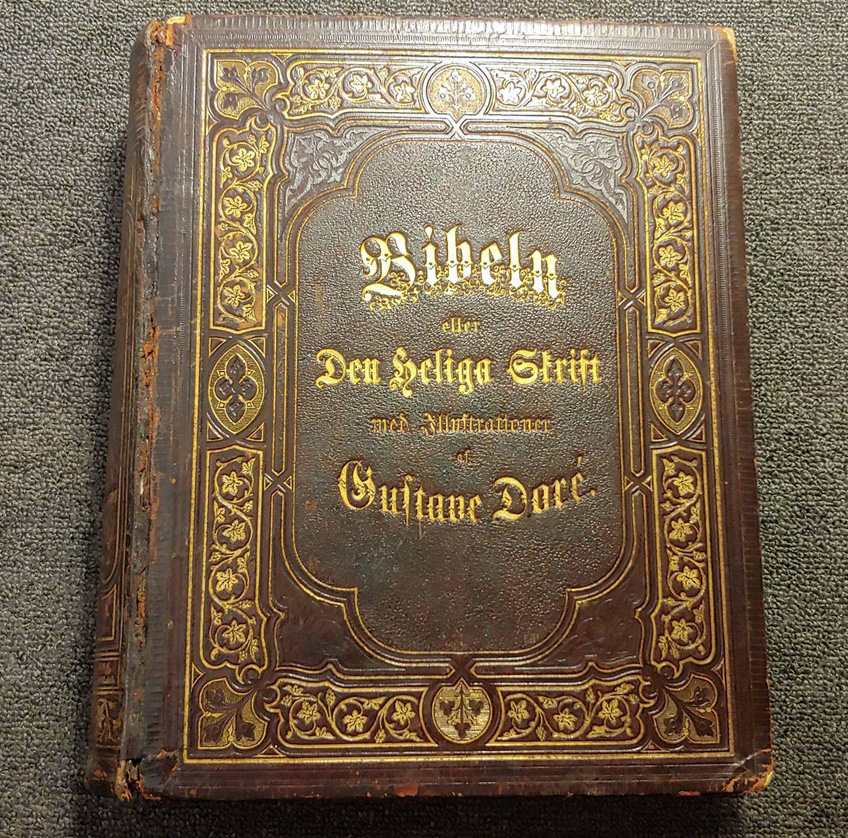 Bibeln
eller
Den Heliga Skrift
med Illustrationer
af
Gustave Doré.